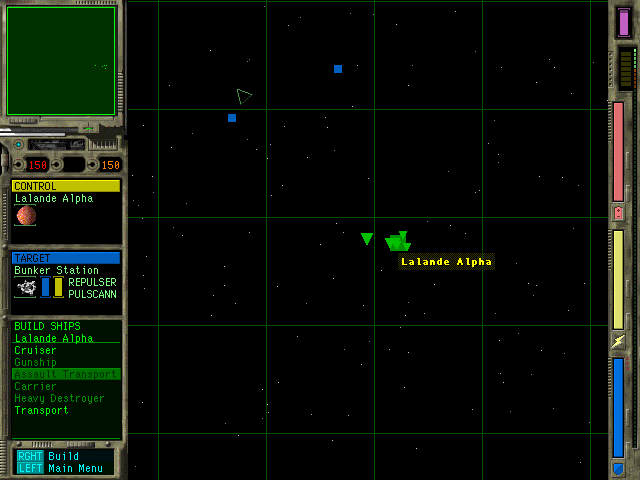 150
150
CONTROL
Lalande Alpha
TARGET
Bunker Station
REPULSER
PULSCANN
BUILD SHIPS
Lalande Alpha
Cruiser
Gunship
Assault Transport
Carrier
Heavy Destroyer
Transport
RGHT Build
LEFT Main Menu
Lalande Alpha